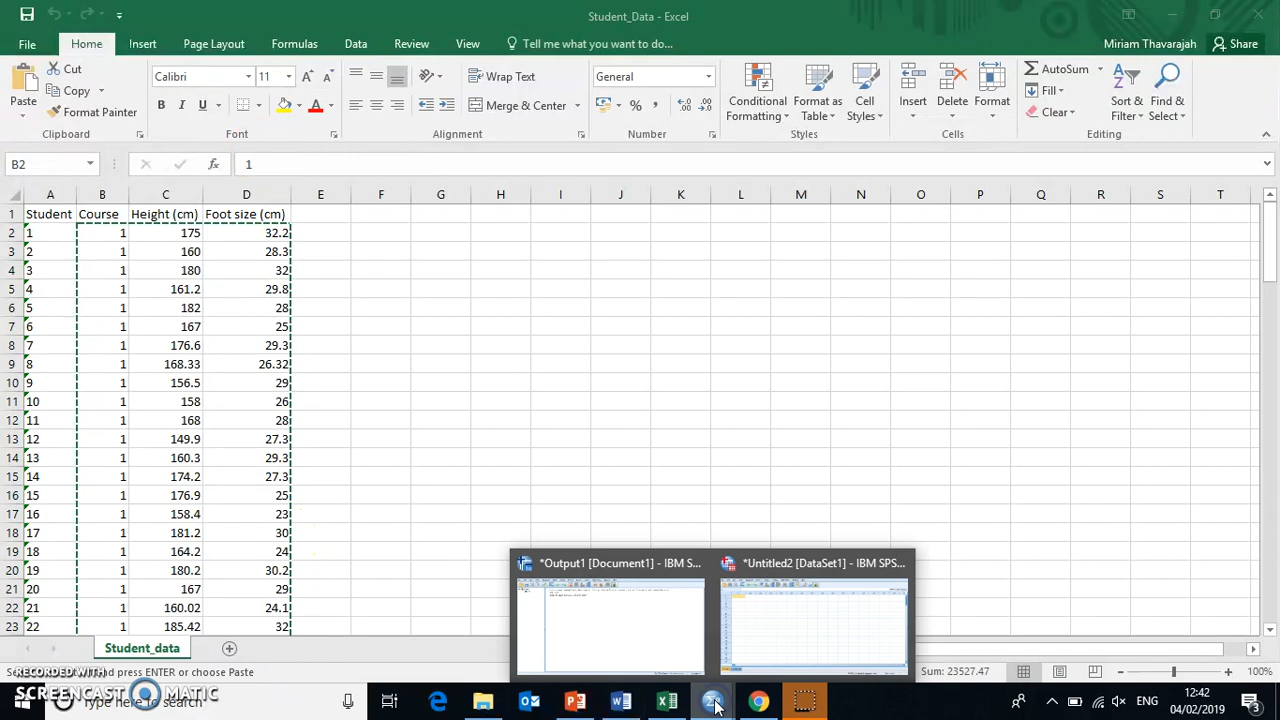 Student_Data - Excel
File Home Insert Page Layout Formulas Data Review View Tell me what you want to do... Miriam Thavarajah Share
Paste Cut Copy Format Painter Clipboard
Calibri 11 B I U A Font
Wrap Text Merge & Center Alignment
General % , Number
Conditional Formatting Format as Table Cell Styles Styles
Insert Delete Format Cells
AutoSum Fill Clear Sort & Filter Find & Select Editing
B2 fx 1
A B C D E F G H I J K L M N O P Q R S T
1 Student Course Height (cm) Foot size (cm)
2 1 1 175 32.2
3 2 1 160 28.3
4 3 1 180 32
5 4 1 161.2 29.8
6 5 1 182 28
7 6 1 167 25
8 7 1 176.6 29.3
9 8 1 168.33 26.32
10 9 1 156.5 29
11 10 1 158 26
12 11 1 168 28
13 12 1 149.9 27.3
14 13 1 160.3 29.3
15 14 1 174.2 27.3
16 15 1 176.9 25
17 16 1 158.4 23
18 17 1 181.2 30
19 18 1 164.2 24
20 19 1 180.2 30.2
21 20 1 167 29
22 21 1 160.02 24.1
23 22 1 185.42 32
*Output1 [Document1] - IBM S... *Untitled2 [DataSet1] - IBM SPS...
Student_data
and press ENTER or choose Paste Sum: 23527.47 100%
RECORDED WITH
SCREENCAST MATIC
here to search
ENG 12:42 04/02/2019 3